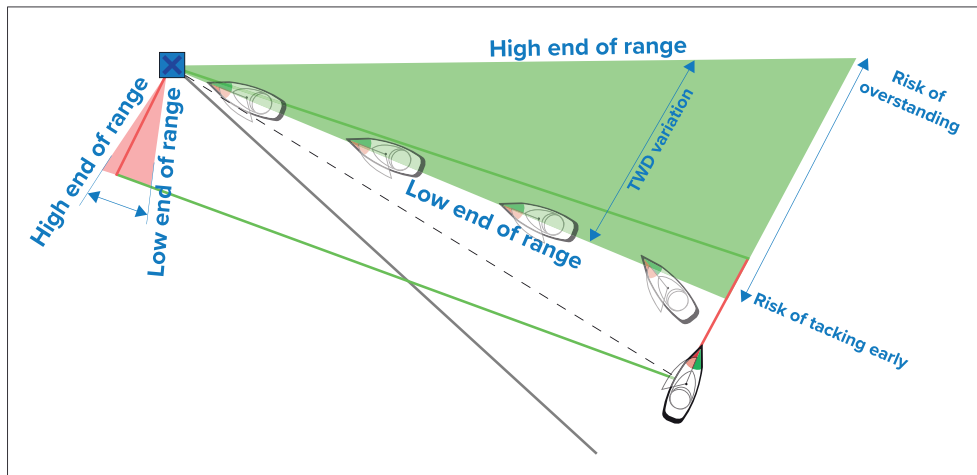 High end of range
Risk of
overstanding
TWD variation
High end of range
Low end of range
Low end of range
Risk of tacking early